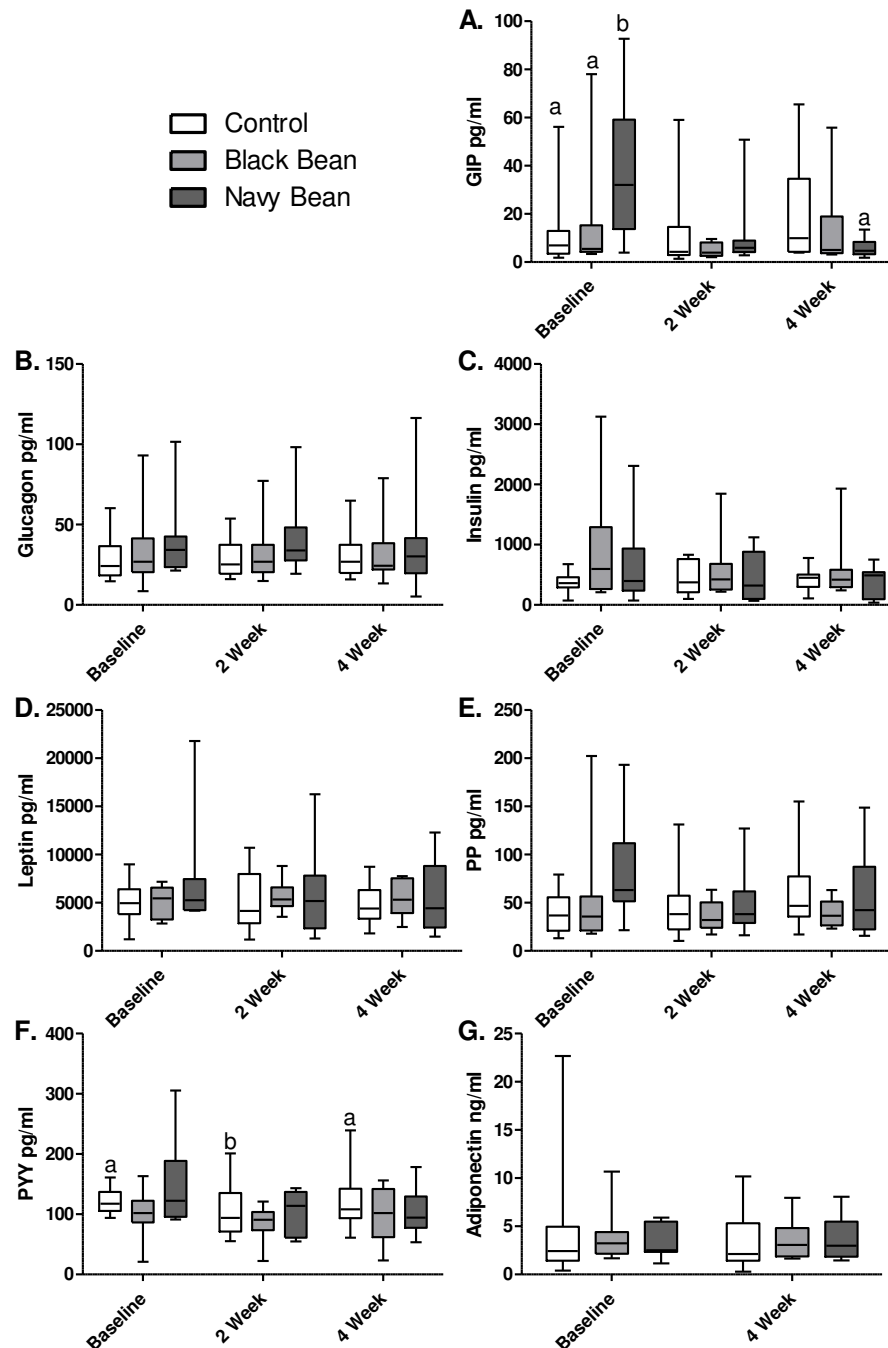 A.
GIP pg/ml
100
80
60
40
20
0
a
a
b
a
Baseline
2 Week
4 Week
Control
Black Bean
Navy Bean
B.
Glucagon pg/ml
150
100
50
0
Baseline
2 Week
4 Week
C.
Insulin pg/ml
4000
3000
2000
1000
0
Baseline
2 Week
4 Week
D.
Leptin pg/ml
25000
20000
15000
10000
5000
0
Baseline
2 Week
4 Week
E.
PP pg/ml
250
200
150
100
50
0
Baseline
2 Week
4 Week
F.
PYY pg/ml
400
300
200
100
0
a
b
a
Baseline
2 Week
4 Week
G.
Adiponectin ng/ml
25
20
15
10
5
0
Baseline
4 Week